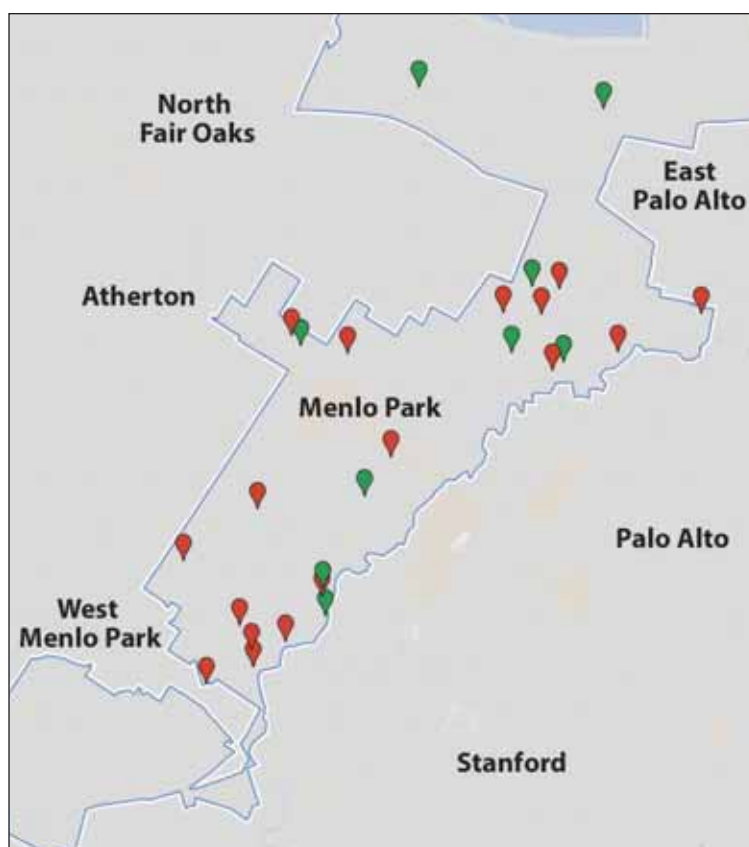 North
Fair Oaks
East
Palo Alto
Atherton
Menlo Park
Palo Alto
West
Menlo Park
Stanford